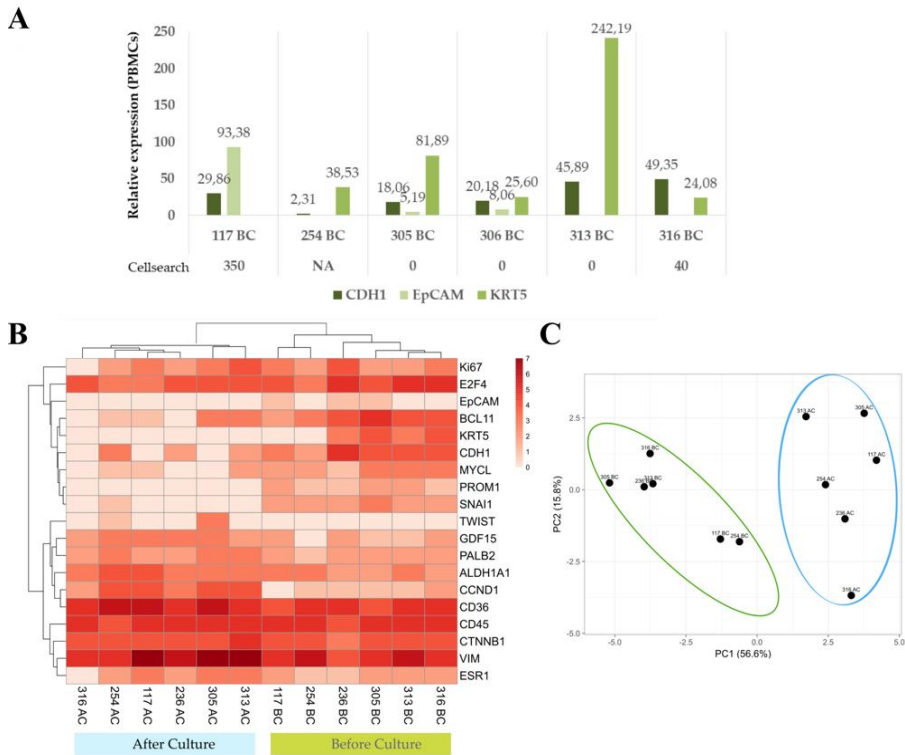 A
Relative expression (PBMCs)
250
200
150
100
50
0
29,86
93,38
2,31
38,53
18,06
5,19
81,89
20,18
8,06
25,60
45,89
242,19
49,35
24,08
117 BC 254 BC 305 BC 306 BC 313 BC 316 BC
Cellsearch 350 NA 0 0 0 40
CDH1 EpCAM KRT5
B
7
6
5
4
3
2
1
0
Ki67
E2F4
EpCAM
BCL11
KRT5
CDH1
MYCL
PROM1
SNAI1
TWIST
GDF15
PALB2
ALDH1A1
CCND1
CD36
CD45
CTNNB1
VIM
ESR1
316 AC
254 AC
117 AC
236 AC
305 AC
313 AC
117 BC
254 BC
236 BC
305 BC
313 BC
316 BC
After Culture
Before Culture
C
PC2 (15.8%)
2.5
0.0
-2.5
-5.0
313 AC
305 AC
117 AC
254 AC
236 AC
316 AC
316 BC
305 BC
236 BC
313 BC
117 BC
254 BC
-5.0 -2.5 0.0 2.5 5.0
PC1 (56.6%)